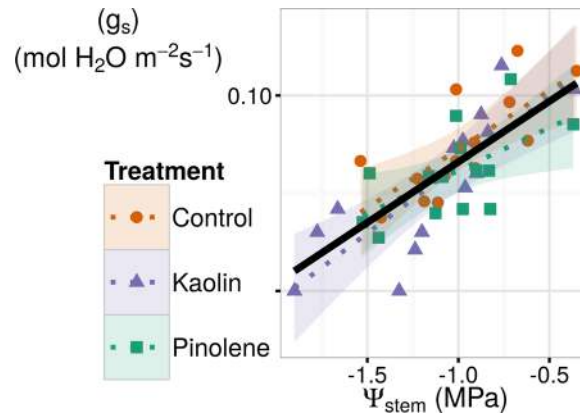 (gs)
(mol H₂O m⁻²s⁻¹)
0.10
Treatment
Control
Kaolin
Pinolene
-1.5 -1.0 -0.5
Ψstem (MPa)